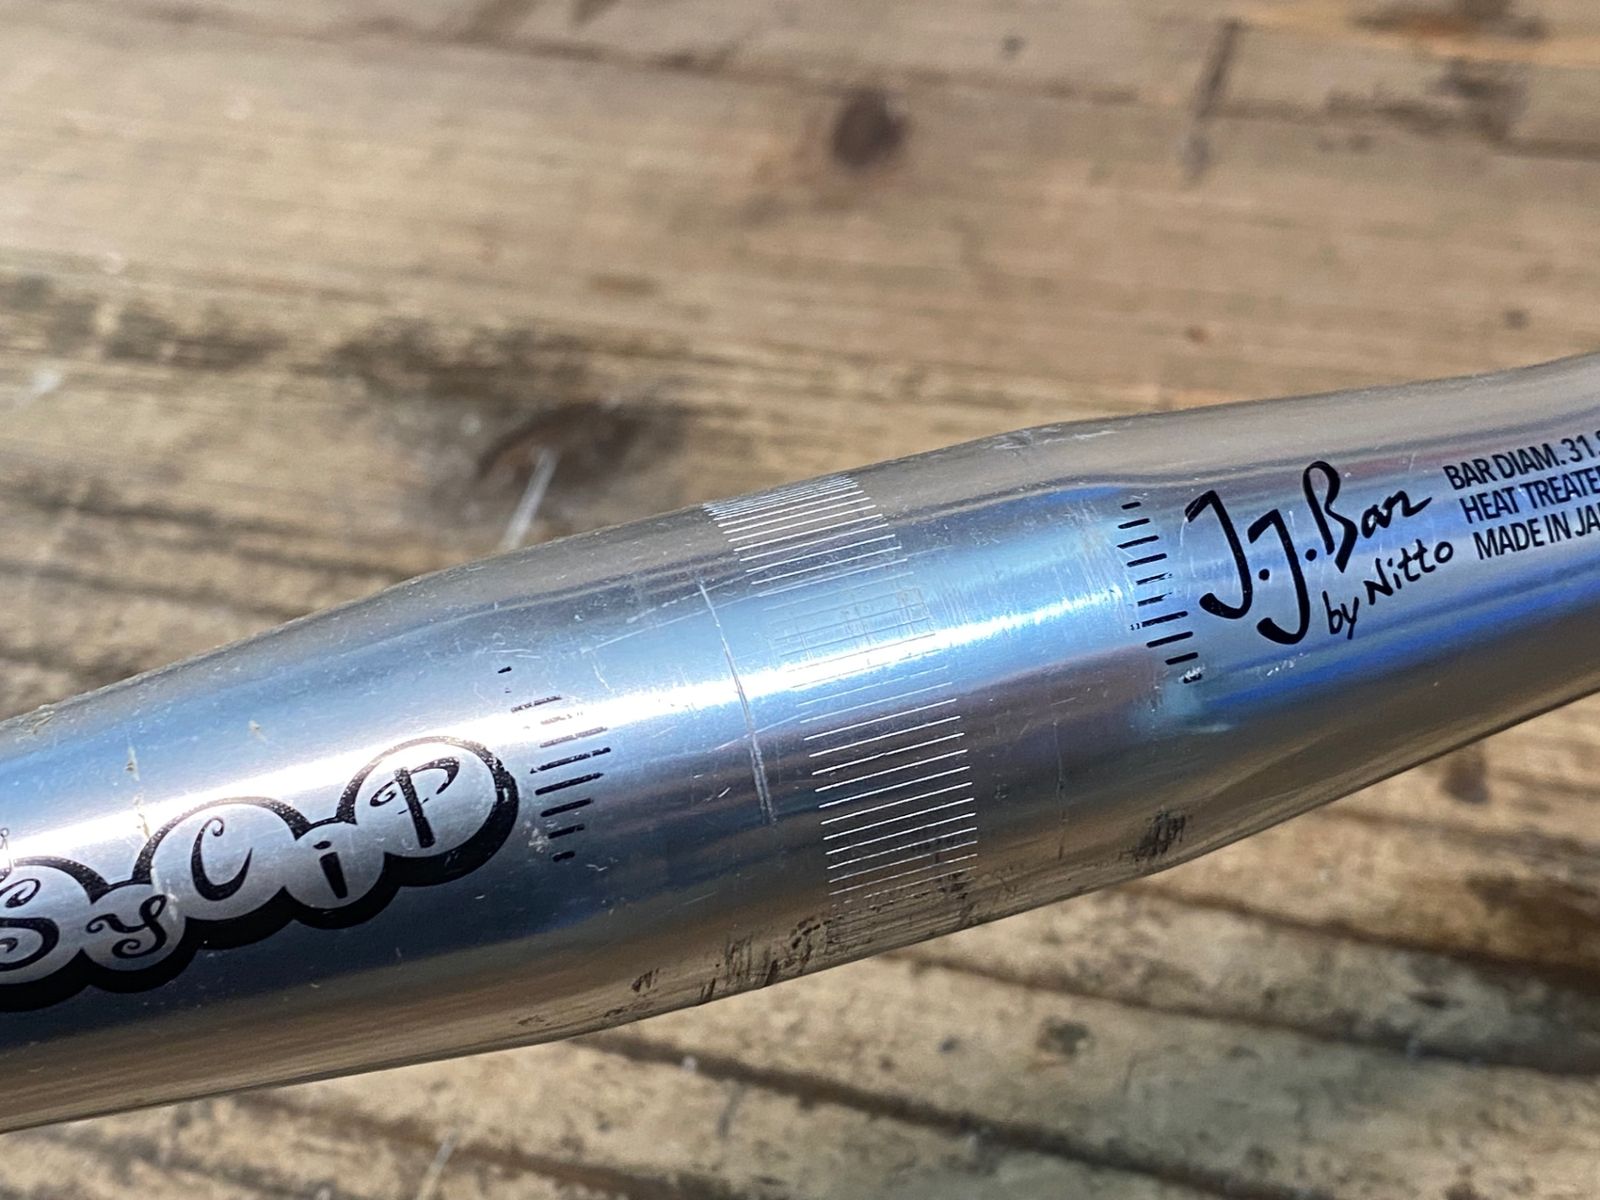 SyCiP
J.J.Bar
by Nitto
BAR DIAM. 31.
HEAT TREATE
MADE IN JA